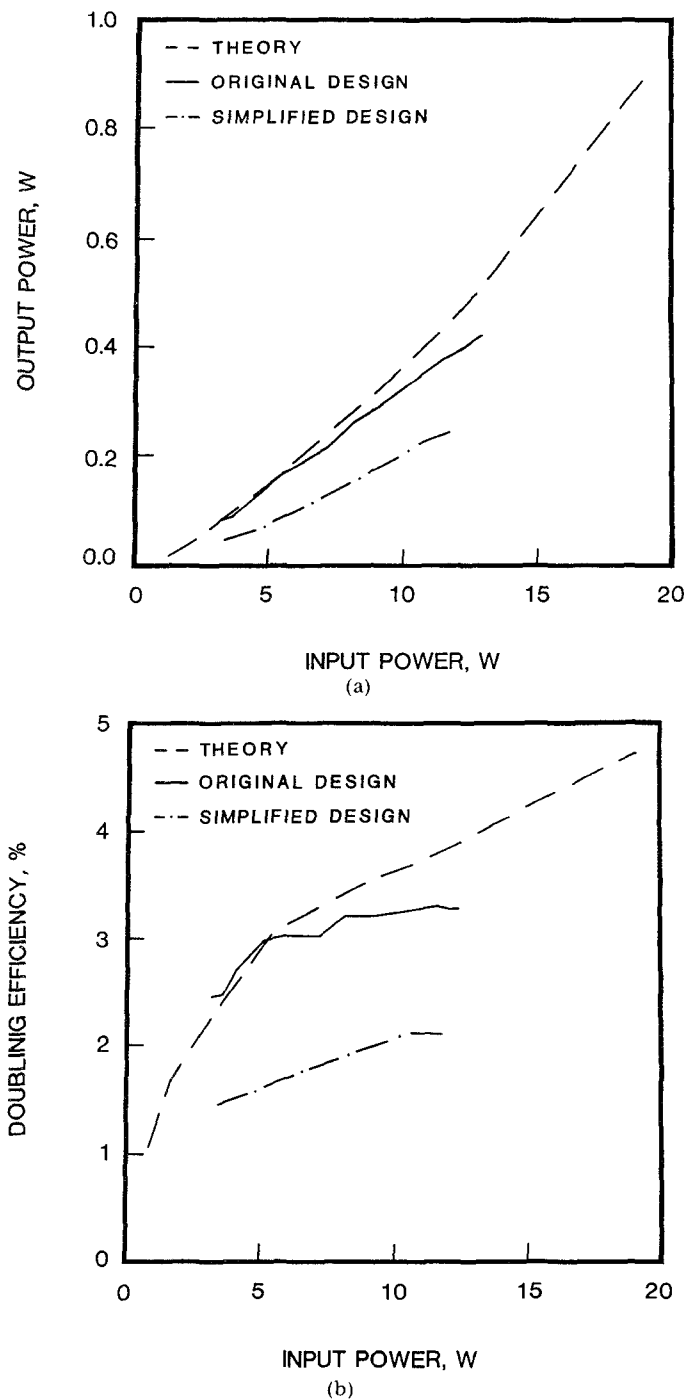 1.0
0.8
0.6
0.4
0.2
0.0
OUTPUT POWER, W
— — THEORY
— ORIGINAL DESIGN
—·— SIMPLIFIED DESIGN
0 5 10 15 20
INPUT POWER, W
(a)
5
4
3
2
1
0
DOUBLING EFFICIENCY, %
— — THEORY
— ORIGINAL DESIGN
—·— SIMPLIFIED DESIGN
0 5 10 15 20
INPUT POWER, W
(b)